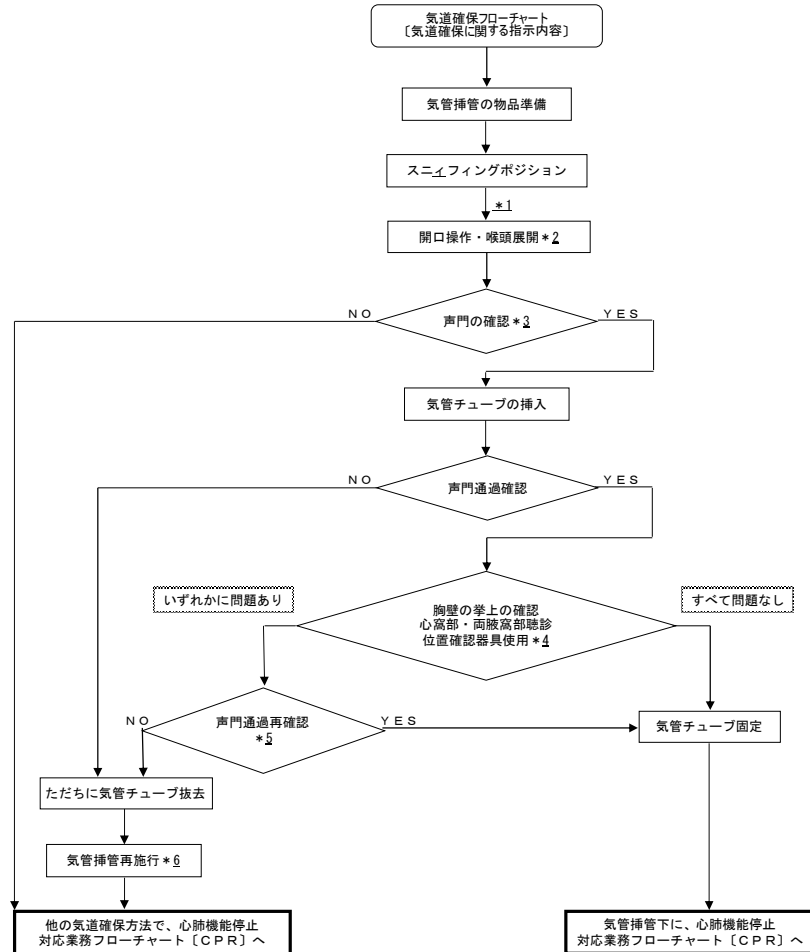 気道確保フローチャート
〔気道確保に関する指示内容〕
気管挿管の物品準備
スニィフィングポジション
*1
開口操作・喉頭展開*2
NO
声門の確認*3
YES
気管チューブの挿入
NO
声門通過確認
YES
いずれかに問題あり
すべて問題なし
胸壁の挙上の確認
心窩部・両腋窩部聴診
位置確認器具使用*4
NO
声門通過再確認
*5
YES
気管チューブ固定
ただちに気管チューブ抜去
気管挿管再施行*6
他の気道確保方法で、心肺機能停止
対応業務フローチャート〔CPR〕へ
気管挿管下に、心肺機能停止
対応業務フローチャート〔CPR〕へ